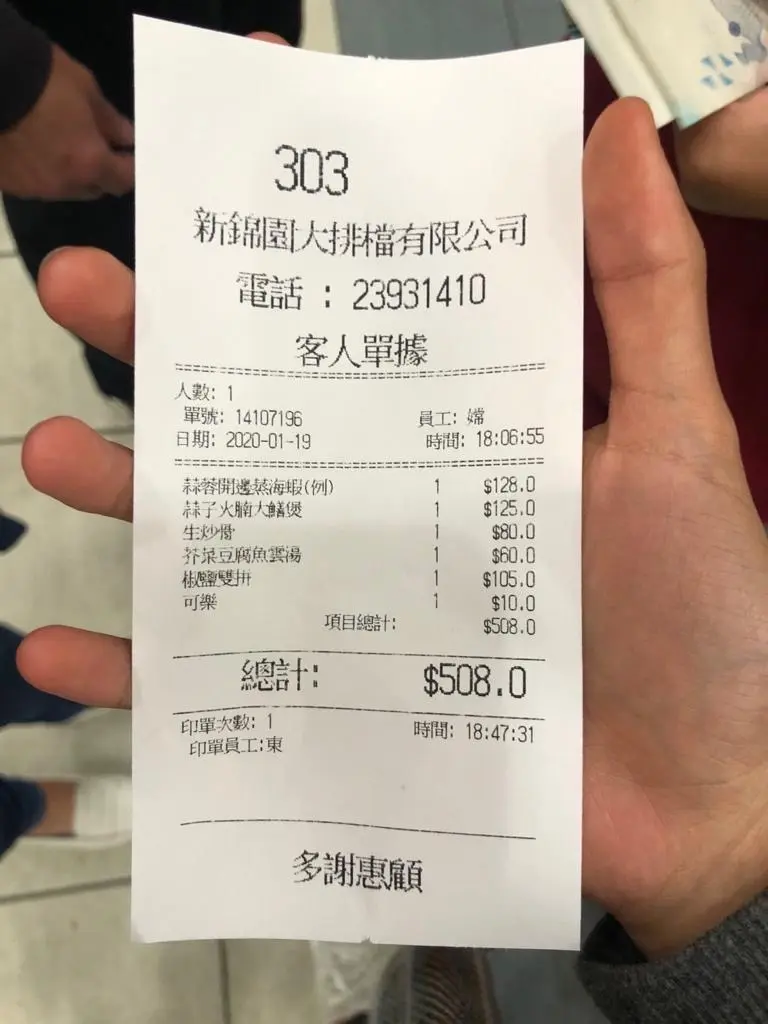 303
新錦園大排檔有限公司
電話 : 23931410
客人單據
人數: 1
單號: 14107196 員工: 嫦
日期: 2020-01-19 時間: 18:06:55
蒜蓉開邊蒸海蝦(例) 1 $128.0
蒜子火腩大鱔煲 1 $125.0
生炒骨 1 $80.0
芥菜豆腐魚雲湯 1 $60.0
椒鹽雙拼 1 $105.0
可樂 1 $10.0
項目總計: $508.0
總計: $508.0
印單次數: 1 時間: 18:47:31
印單員工:東
多謝惠顧